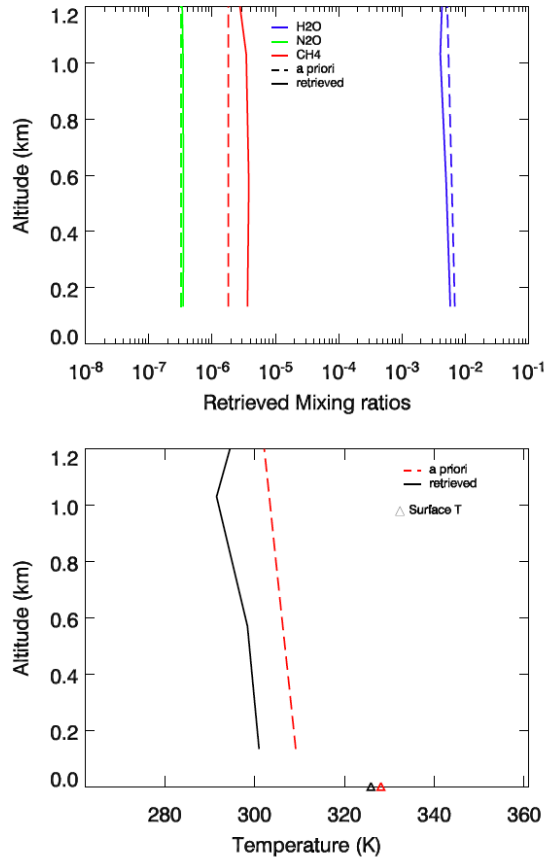 1.2
1.0
0.8
0.6
0.4
0.2
0.0
Altitude (km)
H2O
N2O
CH4
a priori
retrieved
10-8 10-7 10-6 10-5 10-4 10-3 10-2 10-1
Retrieved Mixing ratios
1.2
1.0
0.8
0.6
0.4
0.2
0.0
Altitude (km)
a priori
retrieved
Surface T
280 300 320 340 360
Temperature (K)